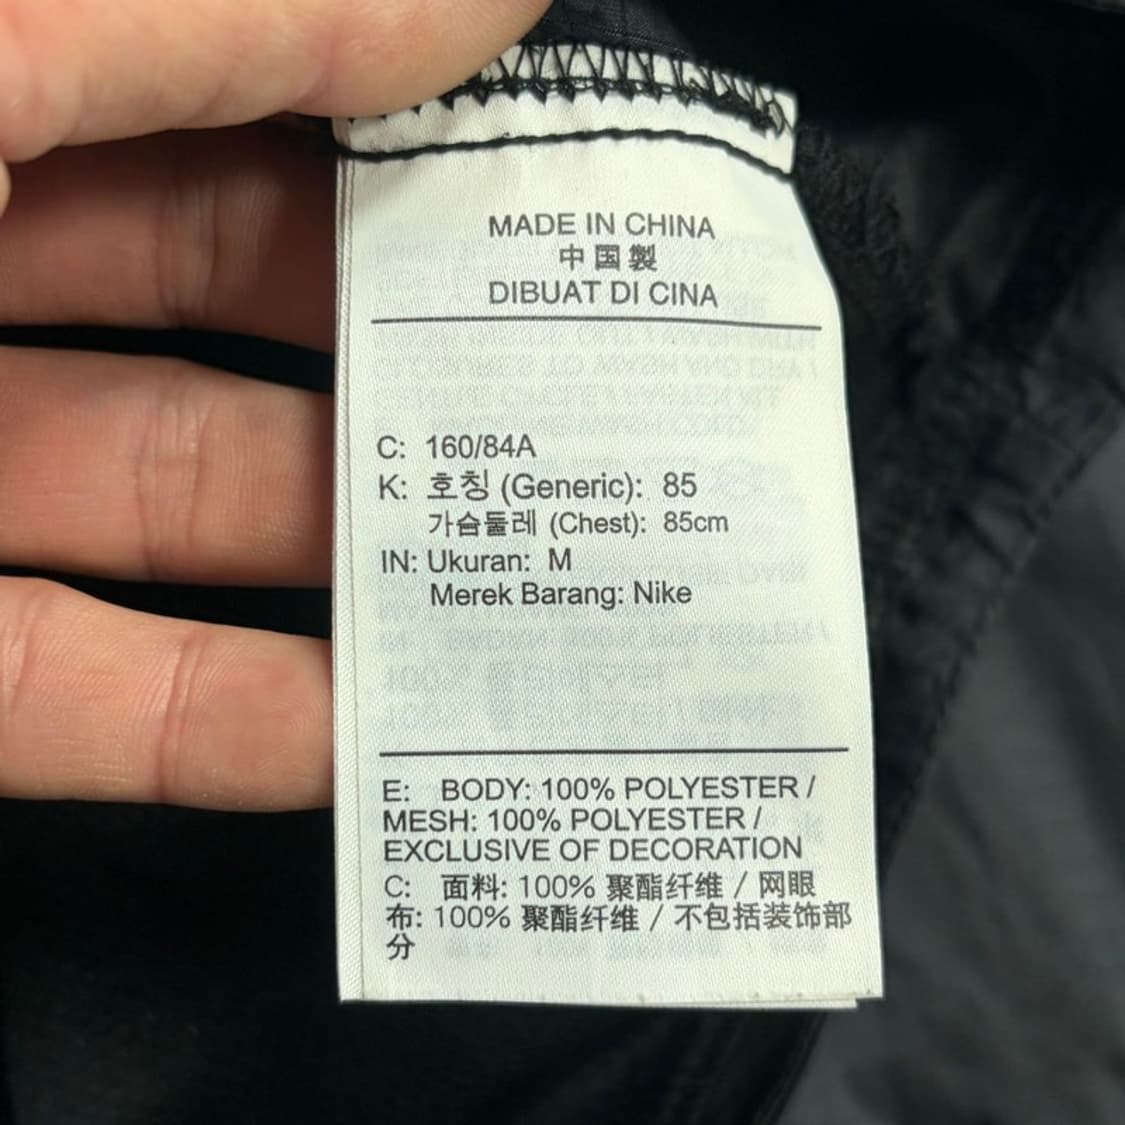 MADE IN CHINA
中国製
DIBUAT DI CINA
C: 160/84A
K: 호칭 (Generic): 85
가슴둘레 (Chest): 85cm
IN: Ukuran: M
Merek Barang: Nike
E: BODY: 100% POLYESTER /
MESH: 100% POLYESTER /
EXCLUSIVE OF DECORATION
C: 面料: 100% 聚酯纤维 / 网眼
布: 100% 聚酯纤维 / 不包括装饰部
分